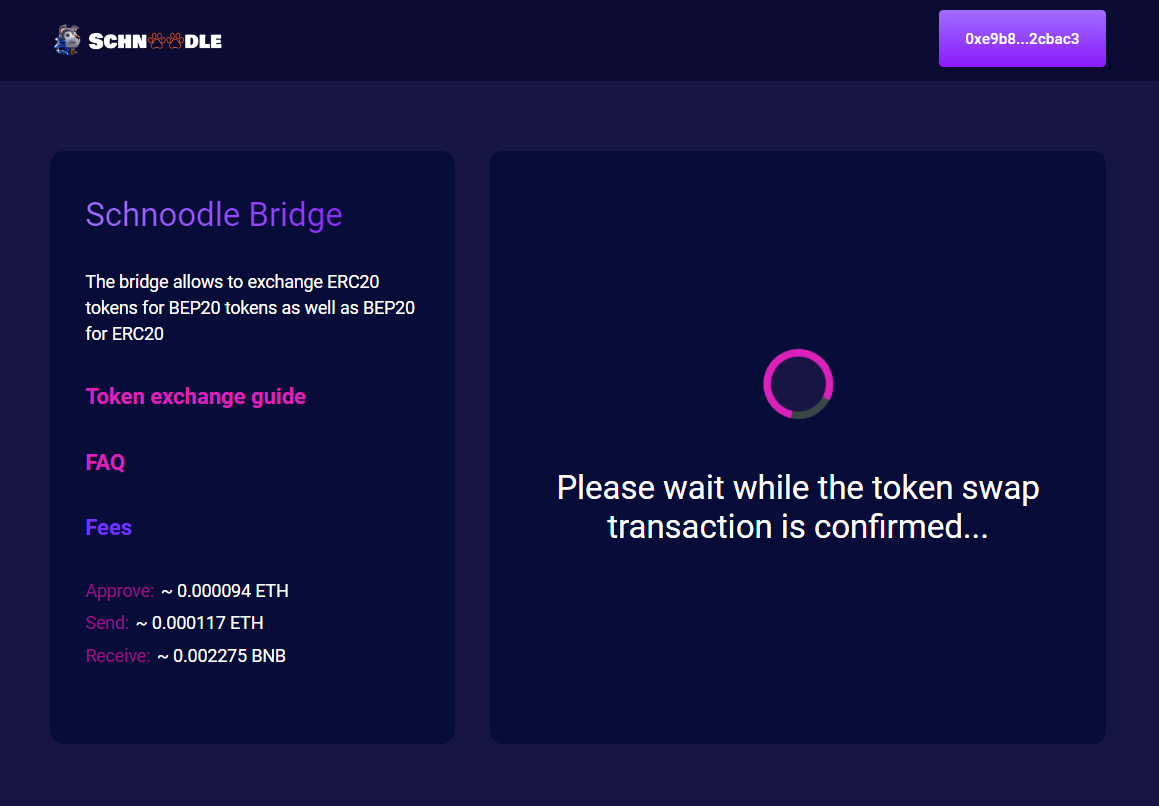 SCHNOODLE
0xe9b8...2cbac3
Schnoodle Bridge
The bridge allows to exchange ERC20
tokens for BEP20 tokens as well as BEP20
for ERC20
Token exchange guide
FAQ
Fees
Approve: ~ 0.000094 ETH
Send: ~ 0.000117 ETH
Receive: ~ 0.002275 BNB
Please wait while the token swap
transaction is confirmed...